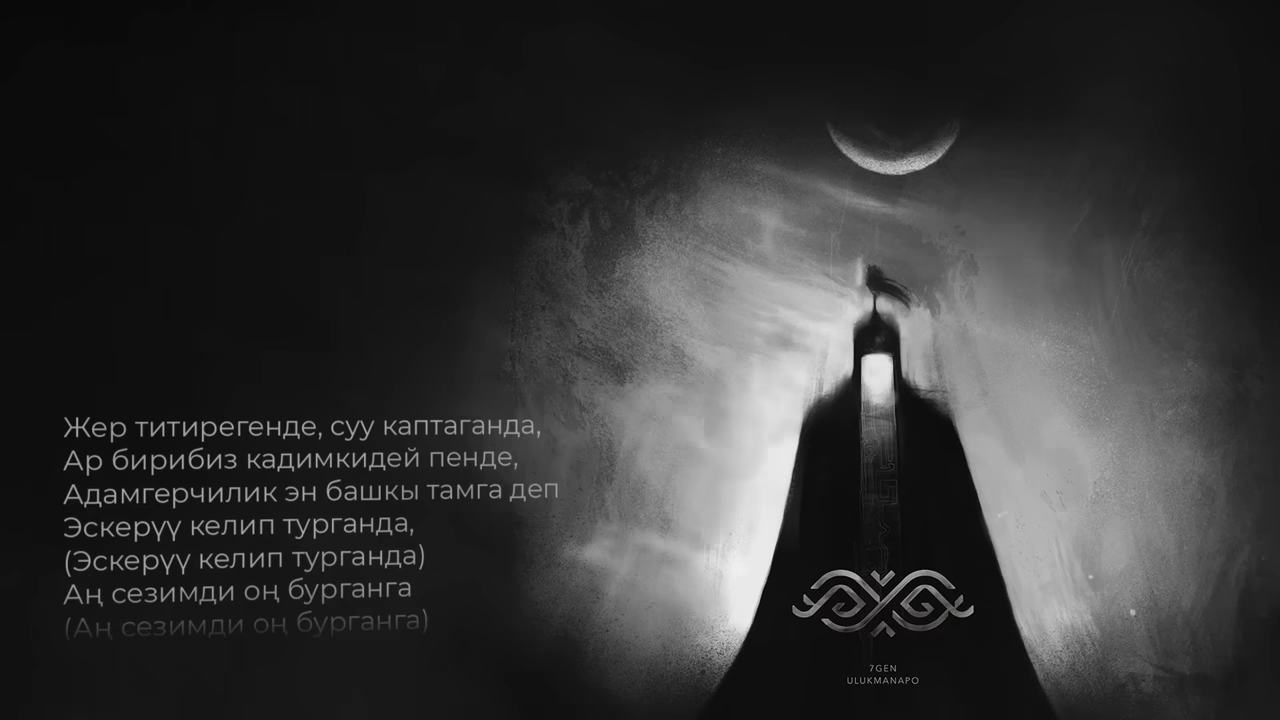 Жер титирегенде, суу каптаганда,
Ар бирибиз кадимкидей пенде,
Адамгерчилик эн башкы тамга деп
Эскерүү келип турганда,
(Эскерүү келип турганда)
Аң сезимди оң бурганга
(Аң сезимди оң бурганга)
7GEN
ULUKMANAPO